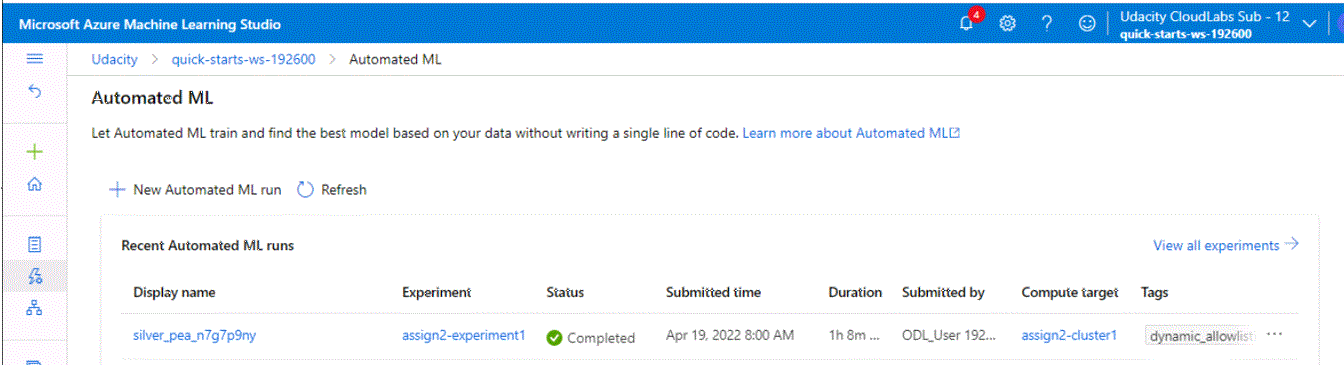 Microsoft Azure Machine Learning Studio
4
Udacity CloudLabs Sub - 12
quick-starts-ws-192600
Udacity > quick-starts-ws-192600 > Automated ML
Automated ML
Let Automated ML train and find the best model based on your data without writing a single line of code. Learn more about Automated ML
New Automated ML run Refresh
Recent Automated ML runs View all experiments
Display name Experiment Status Submitted time Duration Submitted by Compute target Tags
silver_pea_n7g7p9ny assign2-experiment1 Completed Apr 19, 2022 8:00 AM 1h 8m ... ODL_User 192... assign2-cluster1 dynamic_allowlist ...